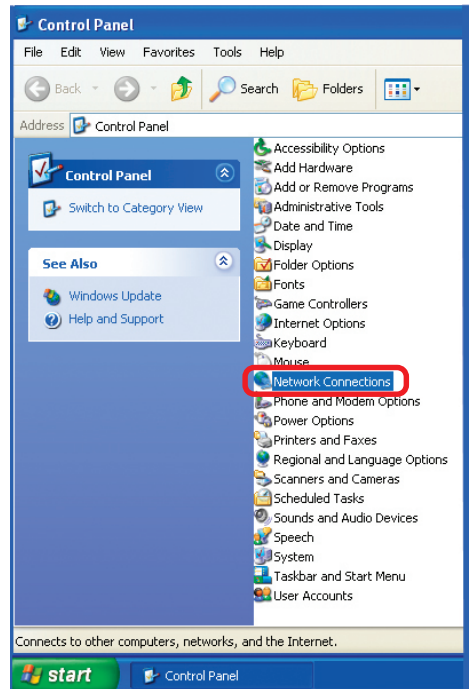 Control Panel
File Edit View Favorites Tools Help
Back Search Folders
Address Control Panel
Control Panel
Switch to Category View
See Also
Windows Update
Help and Support
Accessibility Options
Add Hardware
Add or Remove Programs
Administrative Tools
Date and Time
Display
Folder Options
Fonts
Game Controllers
Internet Options
Keyboard
Mouse
Network Connections
Phone and Modem Options
Power Options
Printers and Faxes
Regional and Language Options
Scanners and Cameras
Scheduled Tasks
Sounds and Audio Devices
Speech
System
Taskbar and Start Menu
User Accounts
Connects to other computers, networks, and the Internet.
start Control Panel